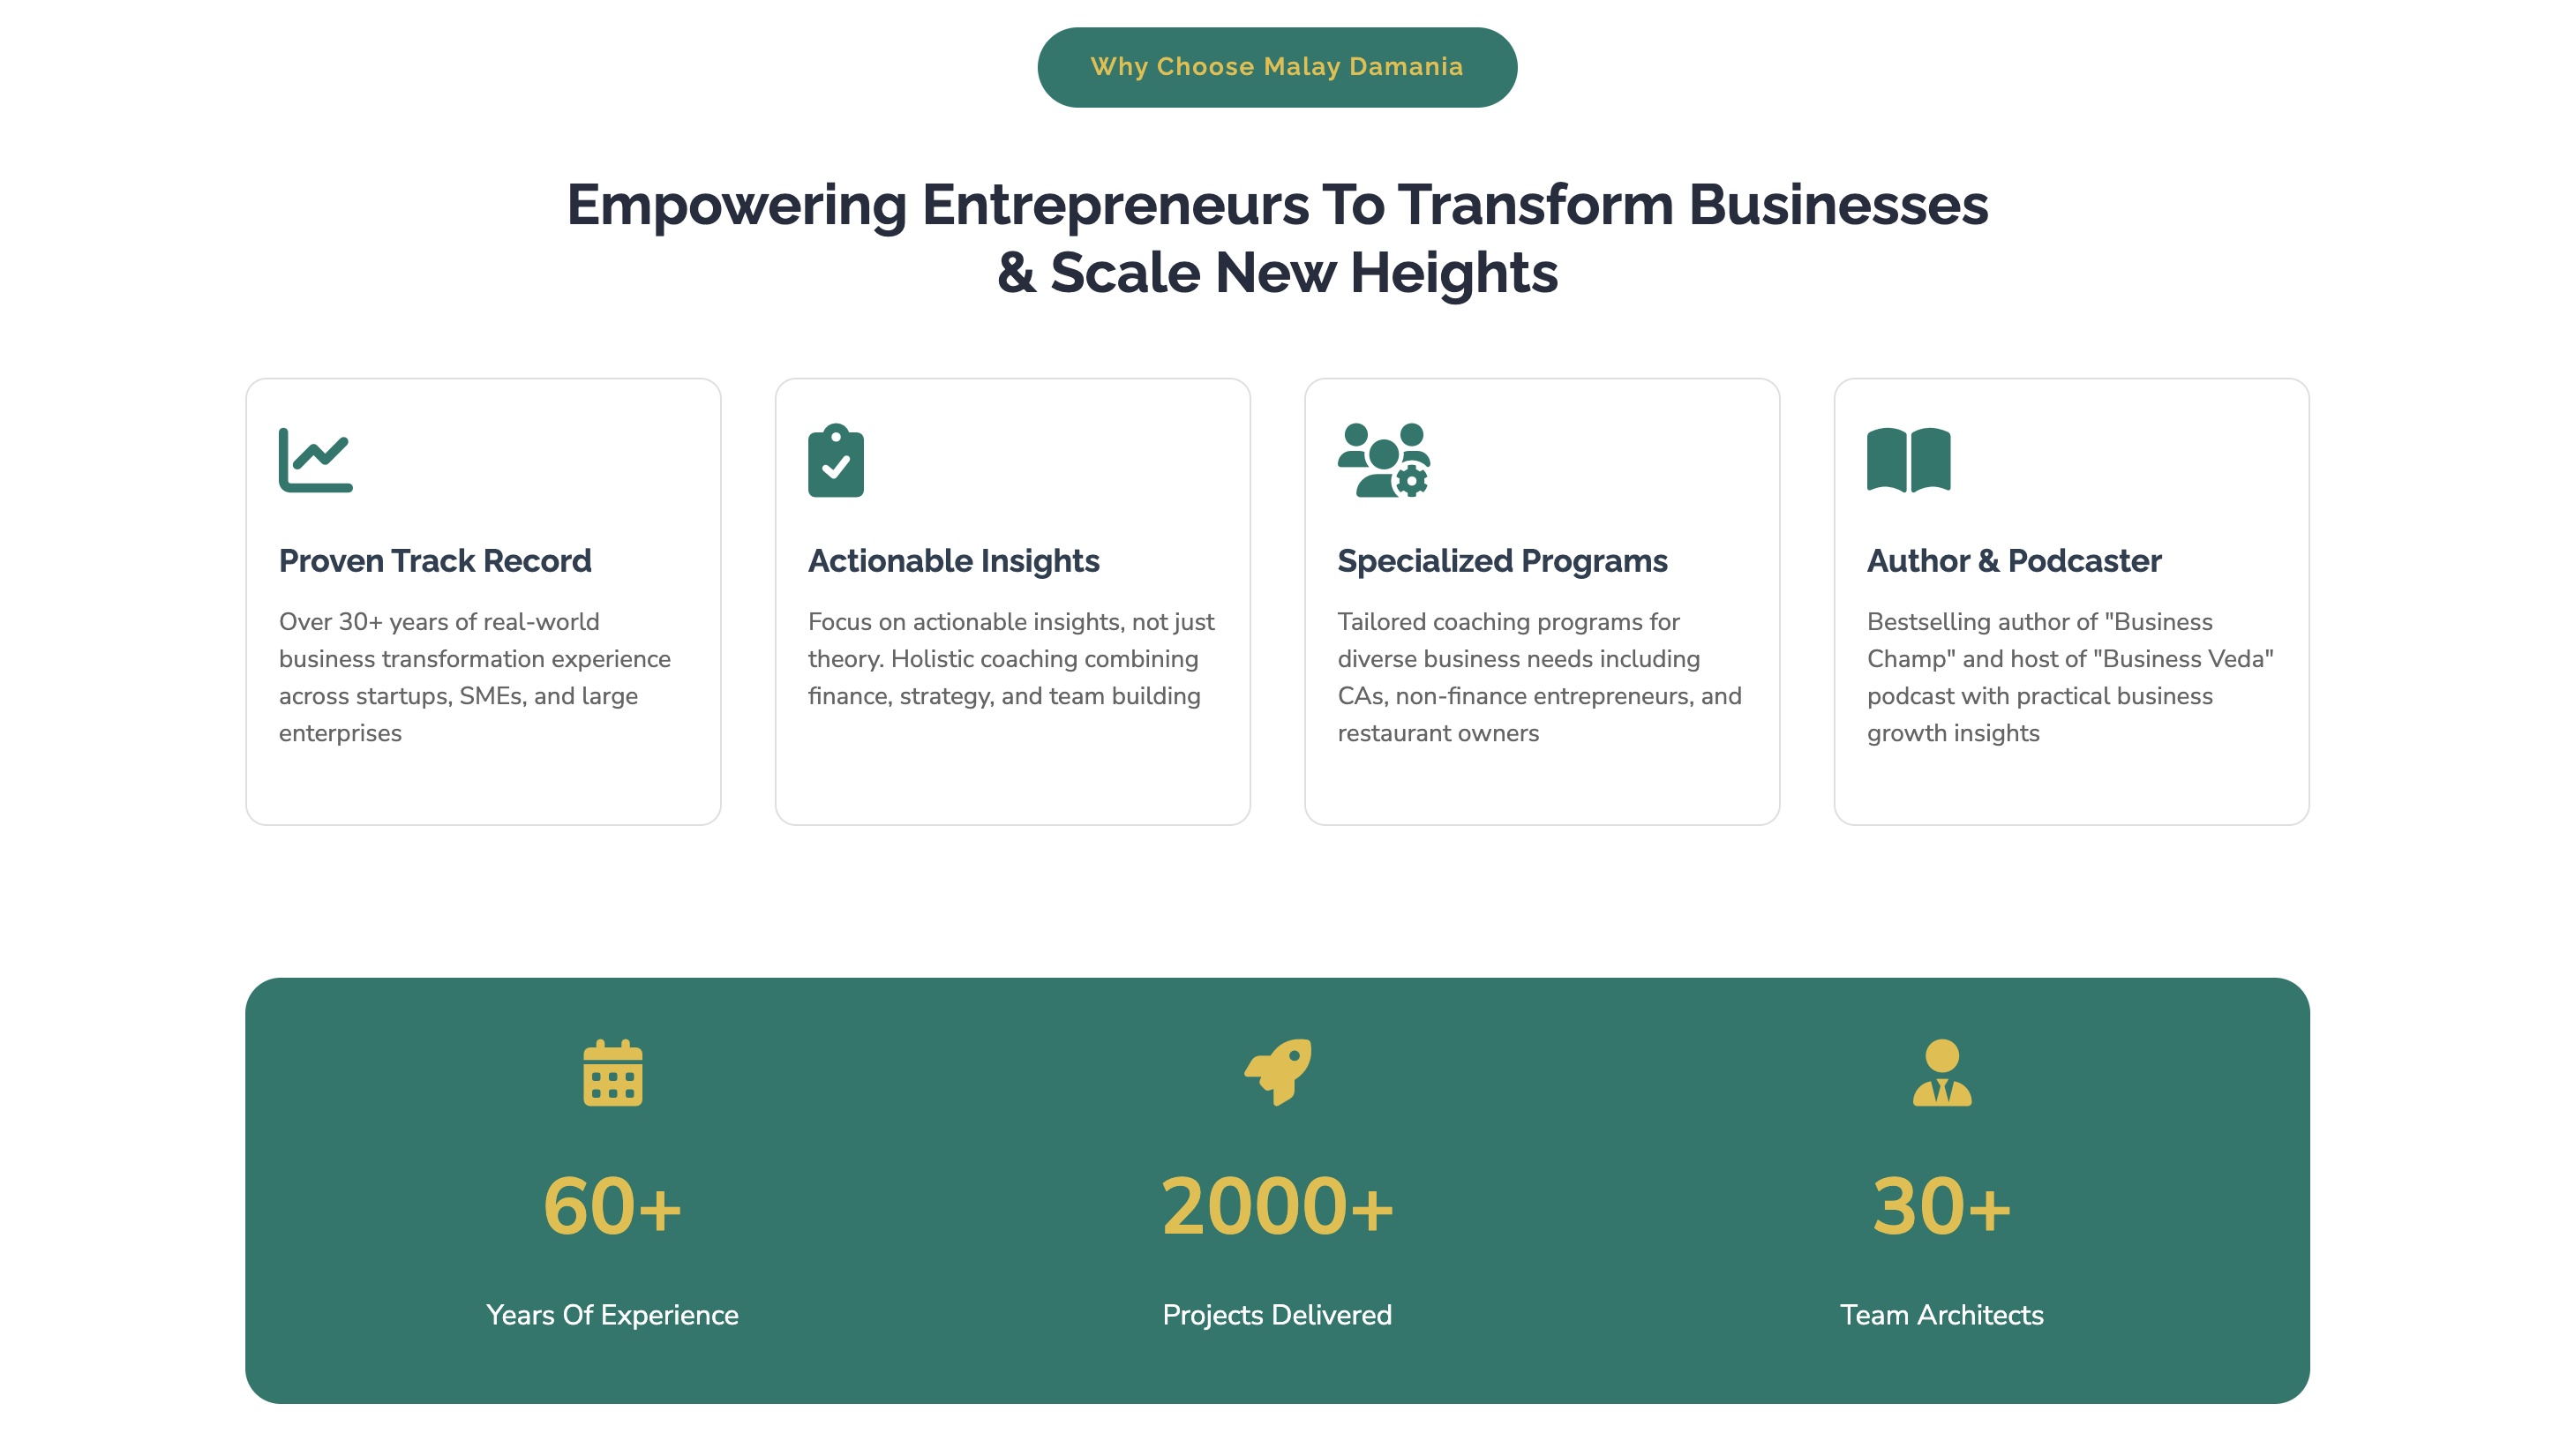 Why Choose Malay Damania
Empowering Entrepreneurs To Transform Businesses
& Scale New Heights
Proven Track Record
Over 30+ years of real-world
business transformation experience
across startups, SMEs, and large
enterprises
Actionable Insights
Focus on actionable insights, not just
theory. Holistic coaching combining
finance, strategy, and team building
Specialized Programs
Tailored coaching programs for
diverse business needs including
CAs, non-finance entrepreneurs, and
restaurant owners
Author & Podcaster
Bestselling author of "Business
Champ" and host of "Business Veda"
podcast with practical business
growth insights
60+
Years Of Experience
2000+
Projects Delivered
30+
Team Architects